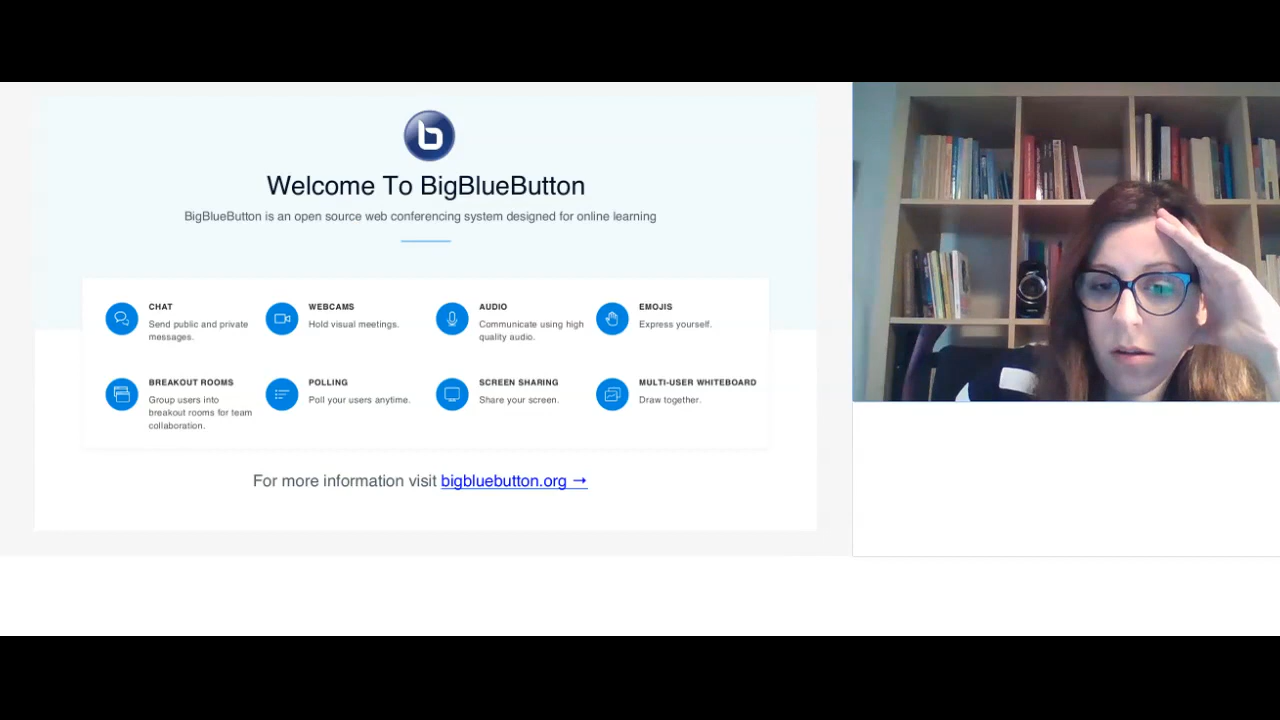 Welcome To BigBlueButton
BigBlueButton is an open source web conferencing system designed for online learning
CHAT
Send public and private
messages.
WEBCAMS
Hold visual meetings.
AUDIO
Communicate using high
quality audio.
EMOJIS
Express yourself.
BREAKOUT ROOMS
Group users into
breakout rooms for team
collaboration.
POLLING
Poll your users anytime.
SCREEN SHARING
Share your screen.
MULTI-USER WHITEBOARD
Draw together.
For more information visit bigbluebutton.org →